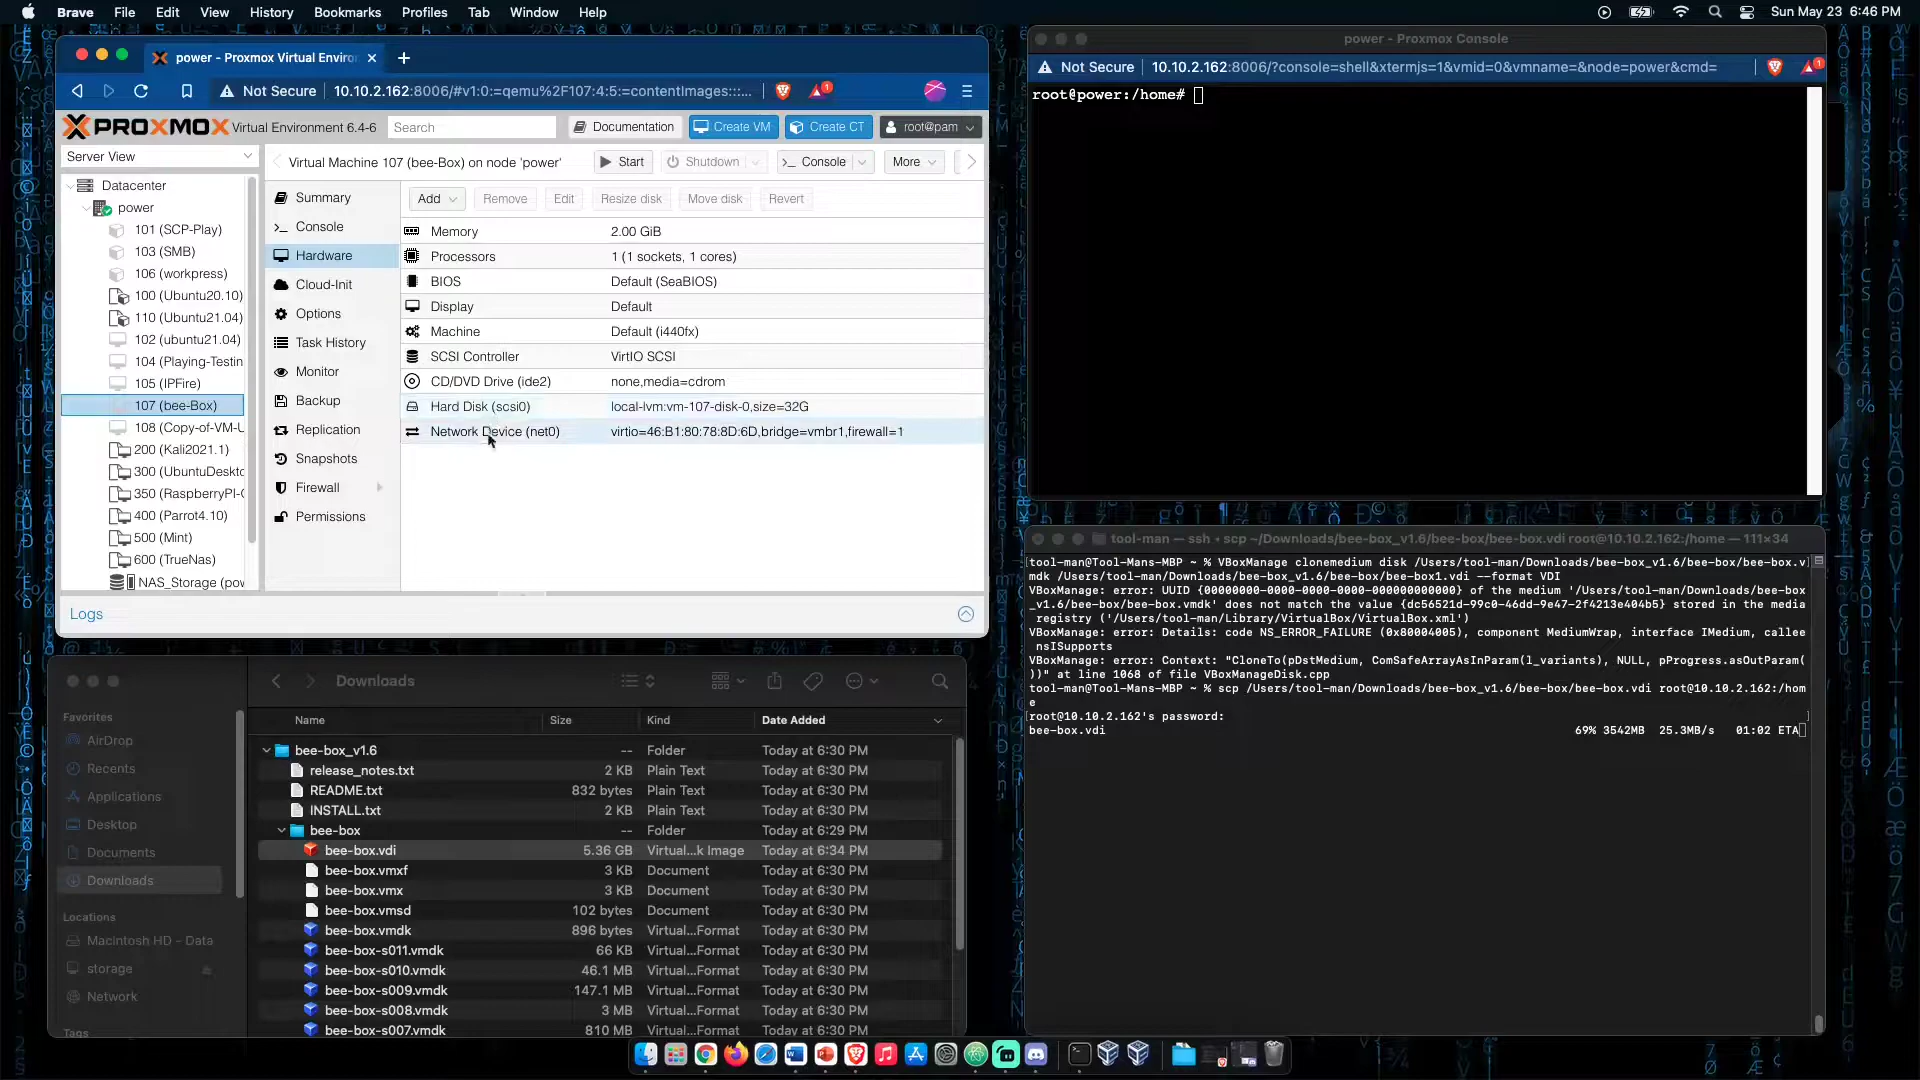 Brave File Edit View History Bookmarks Profiles Tab Window Help
Sun May 23 6:46 PM
power - Proxmox Virtual Enviro
Not Secure 10.10.2.162:8006/#v1:0:=qemu%2F107:4:5:=contentImages:::...
1
PROXMOX Virtual Environment 6.4-6
Search
Documentation
Create VM
Create CT
root@pam
Server View
Virtual Machine 107 (bee-Box) on node 'power'
Start
Shutdown
Console
More
Datacenter
power
101 (SCP-Play)
103 (SMB)
106 (workpress)
100 (Ubuntu20.10)
110 (Ubuntu21.04)
102 (ubuntu21.04)
104 (Playing-Testin
105 (IPFire)
107 (bee-Box)
108 (Copy-of-VM-U
200 (Kali2021.1)
300 (UbuntuDeskto
350 (RaspberryPI-
400 (Parrot4.10)
500 (Mint)
600 (TrueNas)
NAS_Storage (pow
Summary
Console
Hardware
Cloud-Init
Options
Task History
Monitor
Backup
Replication
Snapshots
Firewall
Permissions
Add Remove Edit Resize disk Move disk Revert
Memory 2.00 GiB
Processors 1 (1 sockets, 1 cores)
BIOS Default (SeaBIOS)
Display Default
Machine Default (i440fx)
SCSI Controller VirtIO SCSI
CD/DVD Drive (ide2) none,media=cdrom
Hard Disk (scsi0) local-lvm:vm-107-disk-0,size=32G
Network Device (net0) virtio=46:B1:80:78:8D:6D,bridge=vmbr1,firewall=1
Logs
power - Proxmox Console
Not Secure 10.10.2.162:8006/?console=shell&xtermjs=1&vmid=0&vmname=&node=power&cmd=
1
root@power:/home#
tool-man — ssh ◂ scp ~/Downloads/bee-box_v1.6/bee-box/bee-box.vdi root@10.10.2.162:/home — 111×34
[tool-man@Tool-Mans-MBP ~ % VBoxManage clonemedium disk /Users/tool-man/Downloads/bee-box_v1.6/bee-box/bee-box.v]
mdk /Users/tool-man/Downloads/bee-box_v1.6/bee-box/bee-box1.vdi --format VDI
VBoxManage: error: UUID {00000000-0000-0000-0000-000000000000} of the medium '/Users/tool-man/Downloads/bee-box
_v1.6/bee-box/bee-box.vmdk' does not match the value {dc56521d-99c0-46dd-9e47-2f4213e404b5} stored in the media
registry ('/Users/tool-man/Library/VirtualBox/VirtualBox.xml')
VBoxManage: error: Details: code NS_ERROR_FAILURE (0x80004005), component MediumWrap, interface IMedium, callee
nsISupports
VBoxManage: error: Context: "CloneTo(pDstMedium, ComSafeArrayAsInParam(l_variants), NULL, pProgress.asOutParam(
))" at line 1068 of file VBoxManageDisk.cpp
tool-man@Tool-Mans-MBP ~ % scp /Users/tool-man/Downloads/bee-box_v1.6/bee-box/bee-box.vdi root@10.10.2.162:/hom
e
[root@10.10.2.162's password: ]
bee-box.vdi 69% 3542MB 25.3MB/s 01:02 ETA
Downloads
Favorites
AirDrop
Recents
Applications
Desktop
Documents
Downloads
Locations
Macintosh HD - Data
storage
Network
Tags
Name Size Kind Date Added
bee-box_v1.6 -- Folder Today at 6:30 PM
release_notes.txt 2 KB Plain Text Today at 6:30 PM
README.txt 832 bytes Plain Text Today at 6:30 PM
INSTALL.txt 2 KB Plain Text Today at 6:30 PM
bee-box -- Folder Today at 6:29 PM
bee-box.vdi 5.36 GB Virtual...k Image Today at 6:34 PM
bee-box.vmxf 3 KB Document Today at 6:30 PM
bee-box.vmx 3 KB Document Today at 6:30 PM
bee-box.vmsd 102 bytes Document Today at 6:30 PM
bee-box.vmdk 896 bytes Virtual...Format Today at 6:30 PM
bee-box-s011.vmdk 66 KB Virtual...Format Today at 6:30 PM
bee-box-s010.vmdk 46.1 MB Virtual...Format Today at 6:30 PM
bee-box-s009.vmdk 147.1 MB Virtual...Format Today at 6:30 PM
bee-box-s008.vmdk 3 MB Virtual...Format Today at 6:30 PM
bee-box-s007.vmdk 810 MB Virtual...Format Today at 6:30 PM